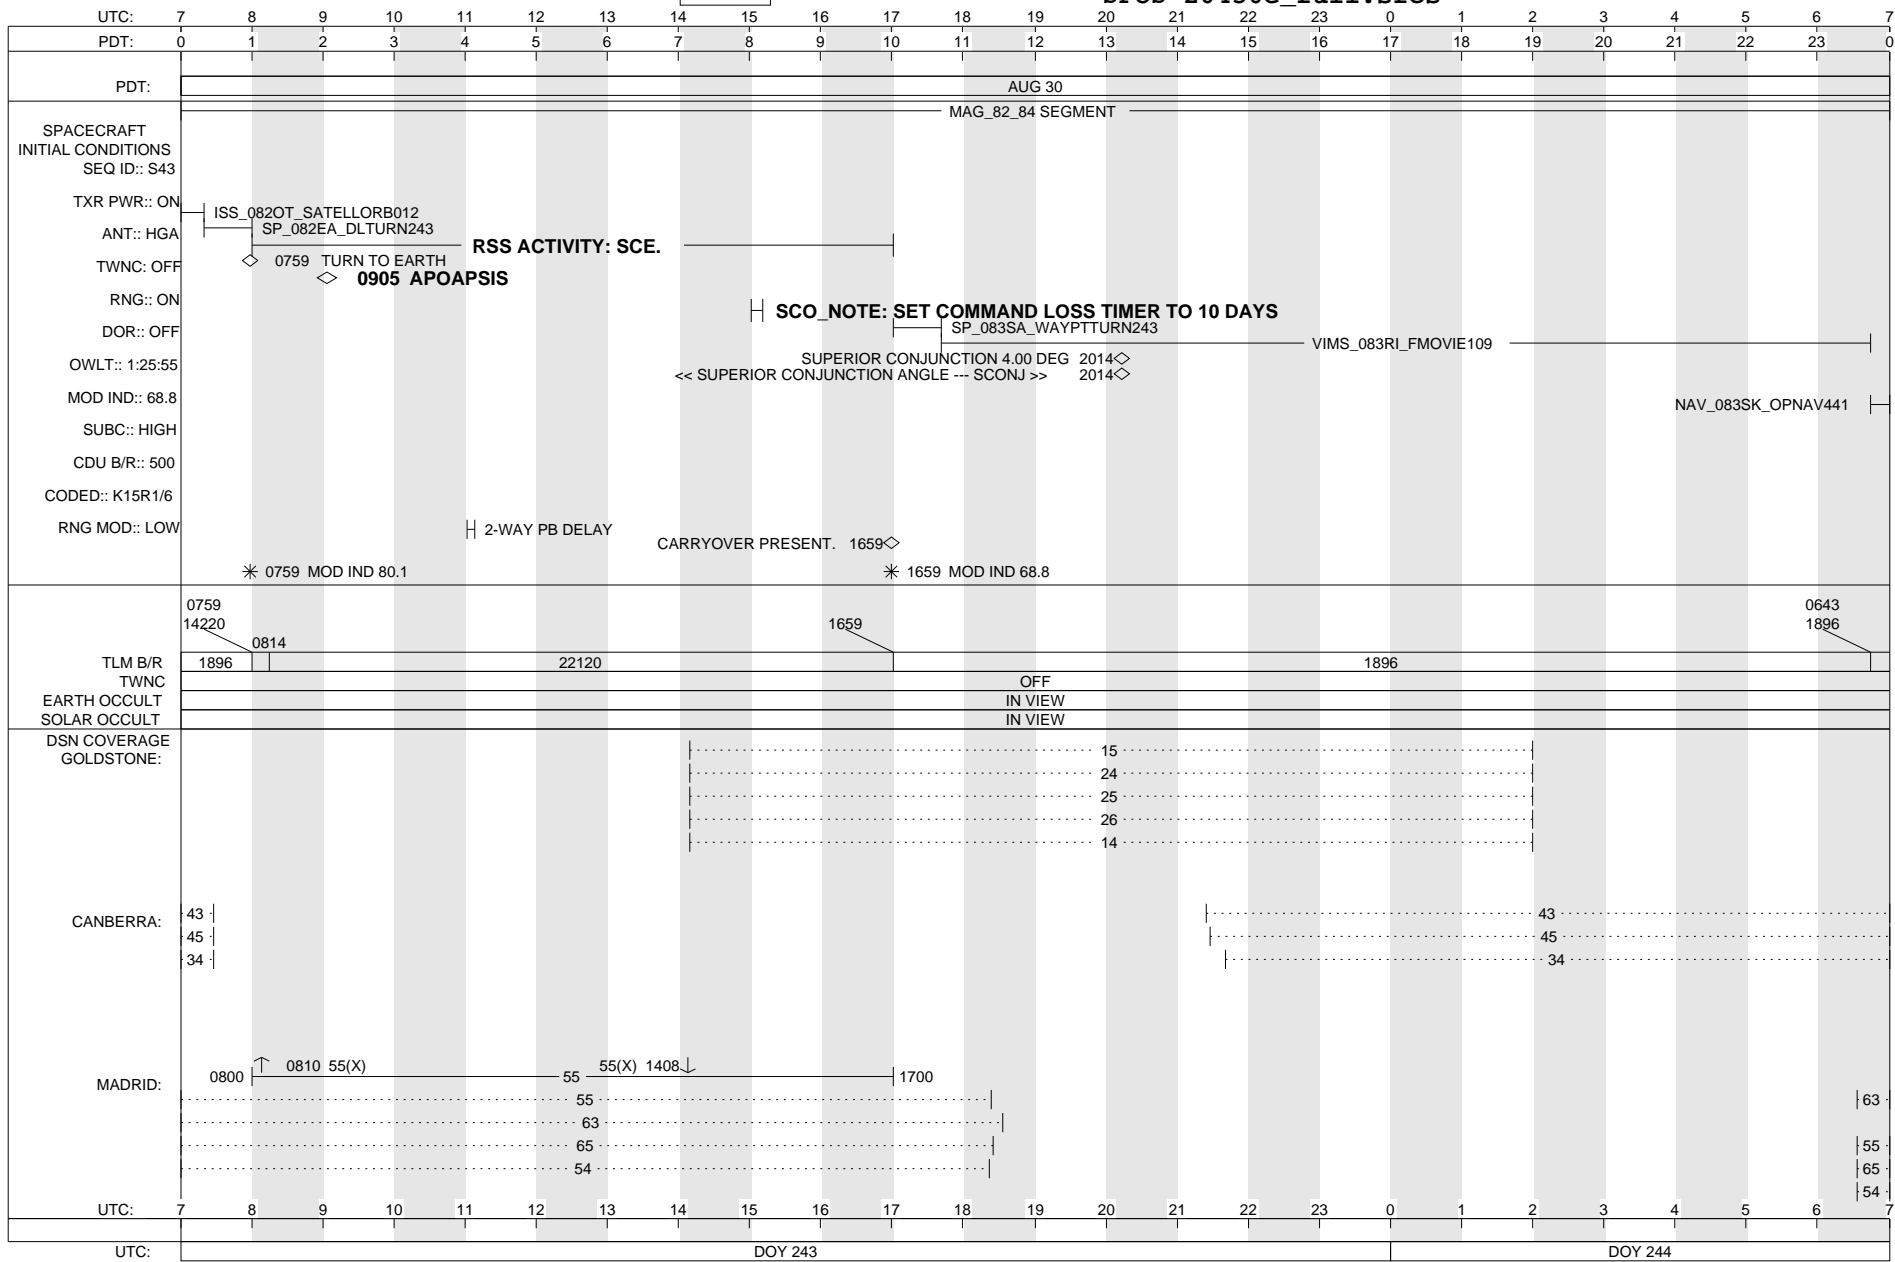 UTC: 7 8 9 10 11 12 13 14 15 16 17 18 19 20 21 22 23 0 1 2 3 4 5 6 7
PDT: 0 1 2 3 4 5 6 7 8 9 10 11 12 13 14 15 16 17 18 19 20 21 22 23 0
PDT: AUG 30
MAG_82_84 SEGMENT
SPACECRAFT
INITIAL CONDITIONS
SEQ ID:: S43
TXR PWR:: ON
ISS_082OT_SATELLORB012
SP_082EA_DLTURN243
ANT:: HGA
RSS ACTIVITY: SCE.
0759 TURN TO EARTH
TWNC: OFF
0905 APOAPSIS
RNG:: ON
SCO_NOTE: SET COMMAND LOSS TIMER TO 10 DAYS
SP_083SA_WAYPTTURN243
DOR:: OFF
VIMS_083RI_FMOVIE109
SUPERIOR CONJUNCTION 4.00 DEG 2014
OWLT:: 1:25:55
<< SUPERIOR CONJUNCTION ANGLE --- SCONJ >> 2014
MOD IND:: 68.8
NAV_083SK_OPNAV441
SUBC:: HIGH
CDU B/R:: 500
CODED:: K15R1/6
RNG MOD:: LOW
2-WAY PB DELAY
CARRYOVER PRESENT. 1659
0759 MOD IND 80.1 1659 MOD IND 68.8
0759 0643
14220 1659 1896
0814
TLM B/R 1896 22120 1896
TWNC OFF
EARTH OCCULT IN VIEW
SOLAR OCCULT IN VIEW
DSN COVERAGE
GOLDSTONE:
15
24
25
26
14
CANBERRA:
43 43
45 45
34 34
MADRID:
0810 55(X) 55(X) 1408
0800 55 1700
55 63
63
65 55
54 65
54
UTC: 7 8 9 10 11 12 13 14 15 16 17 18 19 20 21 22 23 0 1 2 3 4 5 6 7
UTC: DOY 243 DOY 244